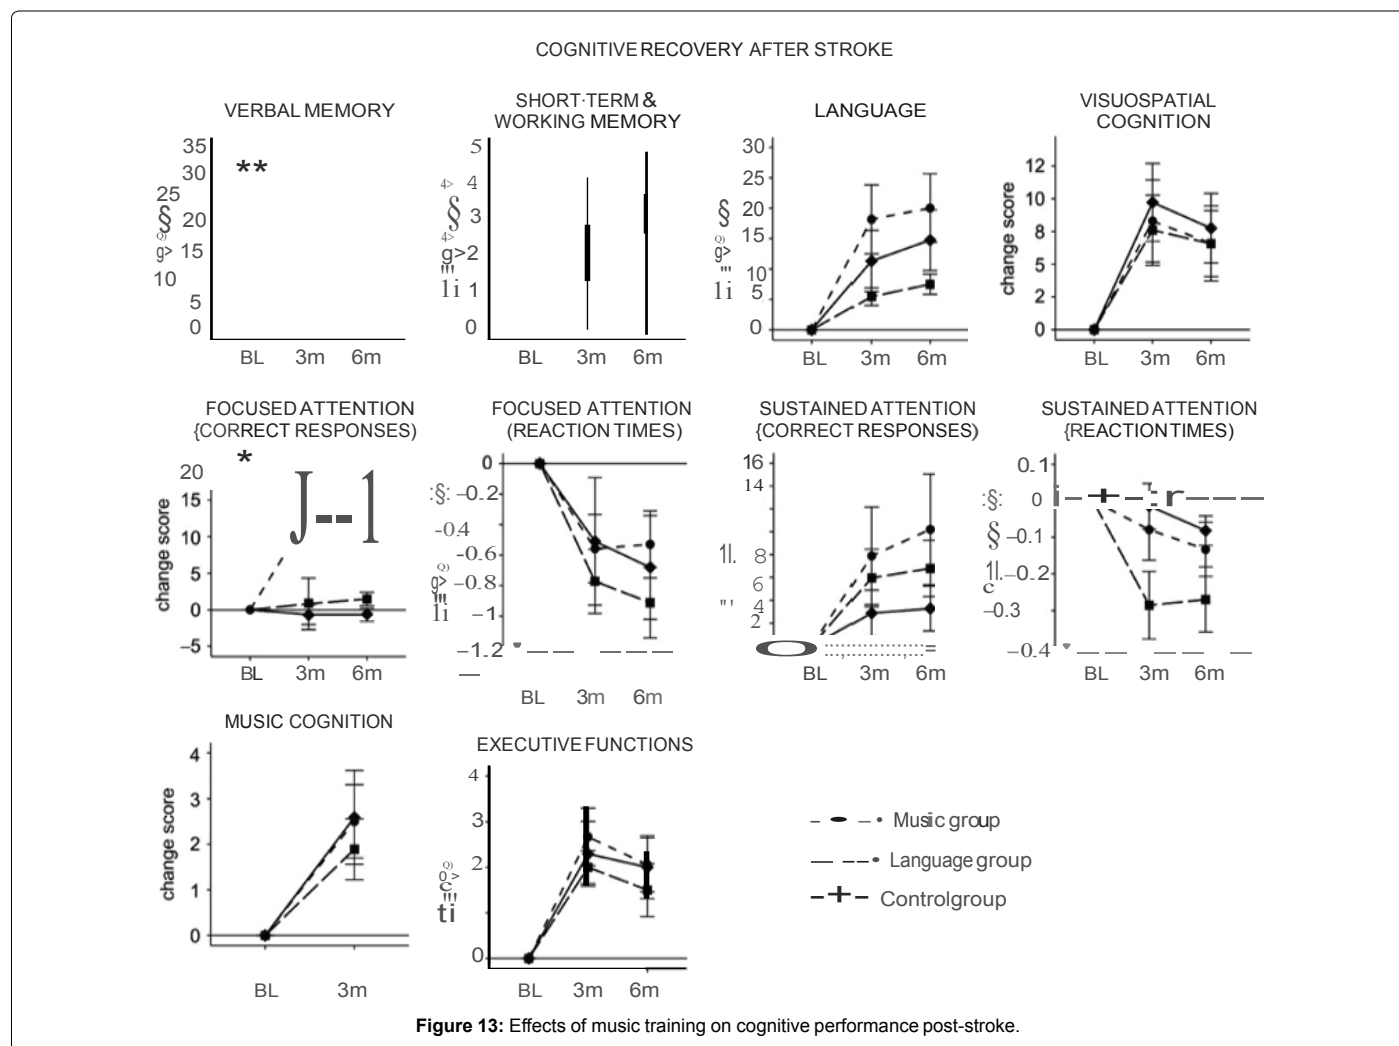 COGNITIVE RECOVERY AFTER STROKE
VERBAL MEMORY
35
30
25
20
15
10
5
0
**
BL 3m 6m
SHORT·TERM &
WORKING MEMORY
5
4
3
2
1
0
3m 6m
BL
LANGUAGE
30
25
20
15
10
5
0
BL 3m 6m
VISUOSPATIAL
COGNITION
change score
12
10
8
5
2
0
BL 3m 6m
FOCUSED ATTENTION
{CORRECT RESPONSES)
*
change score
20
15
10
5
0
–5
BL 3m 6m
FOCUSED ATTENTION
(REACTION TIMES)
0
–0.2
–0.4
–0.6
–0.8
–1
–1.2
BL 3m 6m
SUSTAINED ATTENTION
{CORRECT RESPONSES)
16
14
8
6
4
2
BL 3m 6m
SUSTAINED ATTENTION
{REACTION TIMES)
0.1
0
–0.1
–0.2
–0.3
–0.4
BL 3m 6m
MUSIC COGNITION
change score
4
3
2
1
0
BL 3m
EXECUTIVE FUNCTIONS
4
3
2
0
BL 3m 6m
Music group
Language group
Control group
Figure 13: Effects of music training on cognitive performance post-stroke.